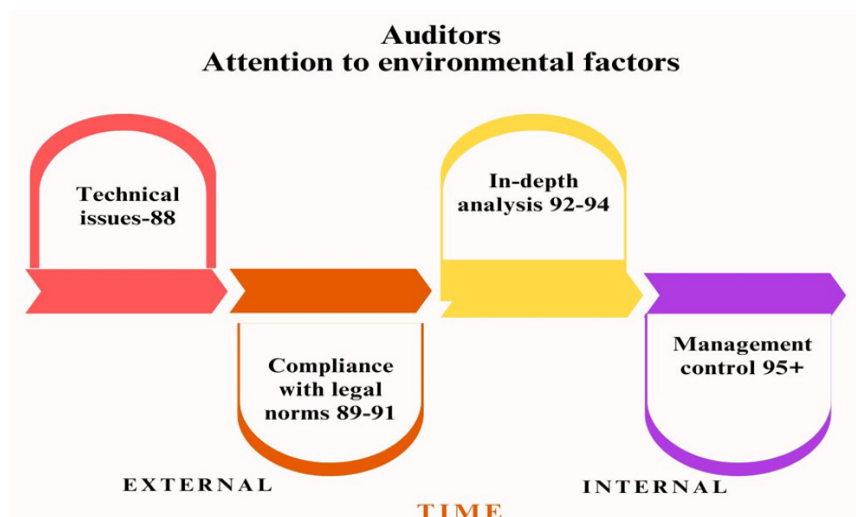 Auditors
Attention to environmental factors
Technical
issues-88
In-depth
analysis 92-94
Compliance
with legal
norms 89-91
Management
control 95+
EXTERNAL
INTERNAL
TIME